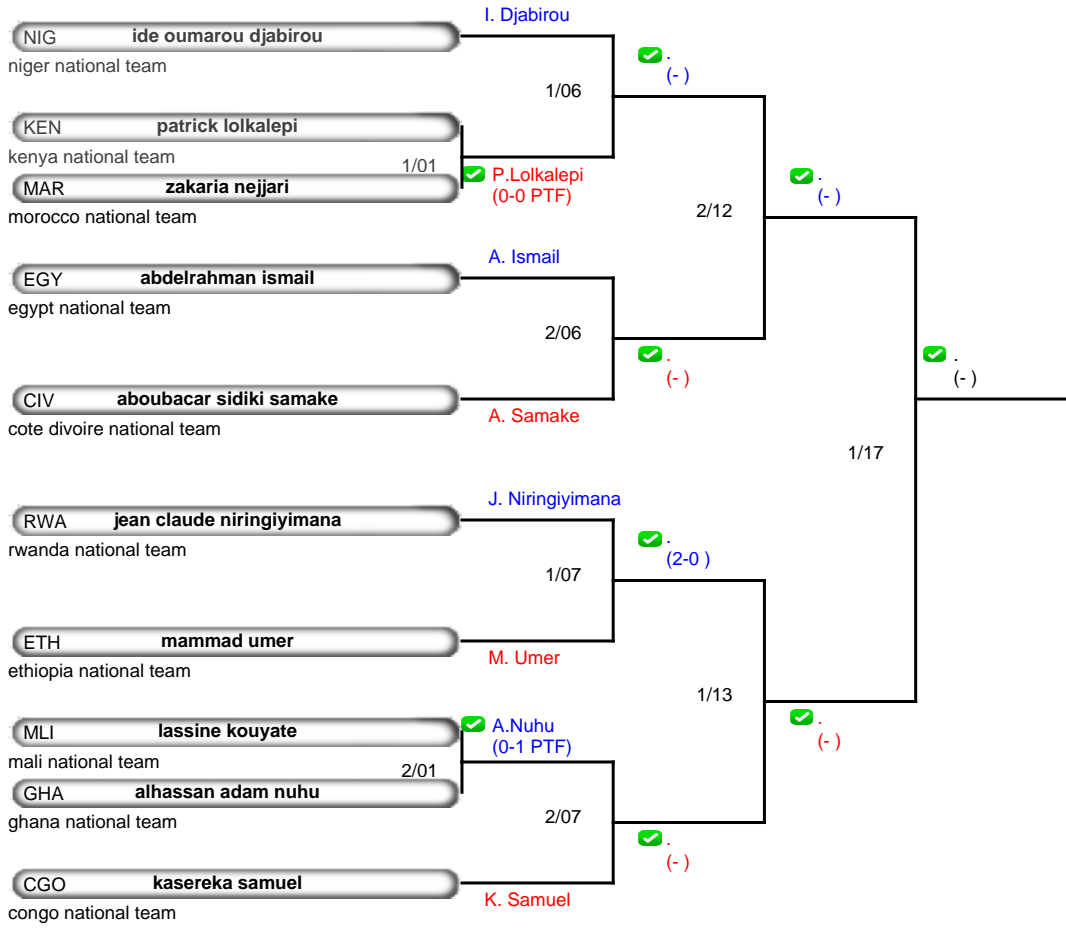 I. Djabirou
NIG ide oumarou djabirou
niger national team
.
(- )
1/06
KEN patrick lolkalepi
kenya national team
1/01
P.Lolkalepi
(0-0 PTF)
MAR zakaria nejjari
morocco national team
.
(- )
2/12
A. Ismail
EGY abdelrahman ismail
egypt national team
2/06
.
(- )
.
(- )
CIV aboubacar sidiki samake
A. Samake
cote divoire national team
1/17
J. Niringiyimana
RWA jean claude niringiyimana
rwanda national team
.
(2-0 )
1/07
ETH mammad umer
M. Umer
ethiopia national team
1/13
MLI lassine kouyate
A.Nuhu
(0-1 PTF)
mali national team
.
(- )
2/01
GHA alhassan adam nuhu
ghana national team
2/07
.
(- )
CGO kasereka samuel
K. Samuel
congo national team